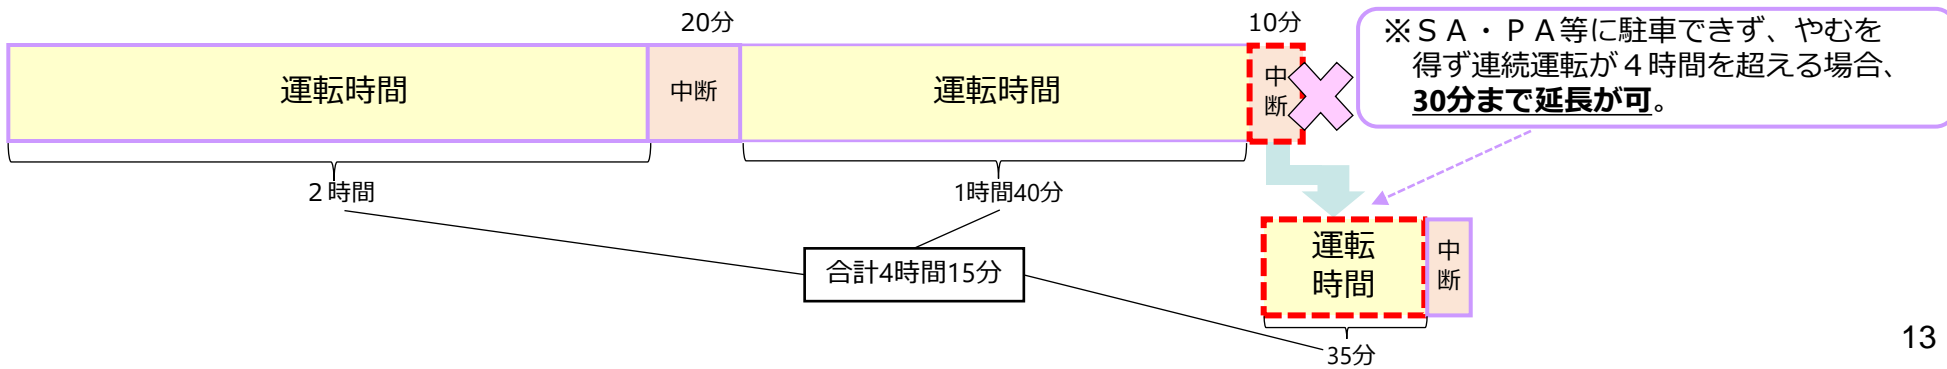 20分
10分
※ＳＡ・ＰＡ等に駐車できず、やむを
得ず連続運転が４時間を超える場合、
30分まで延長が可。
運転時間
中断
運転時間
中
断
２時間
1時間40分
合計4時間15分
運転
時間
中
断
35分
13